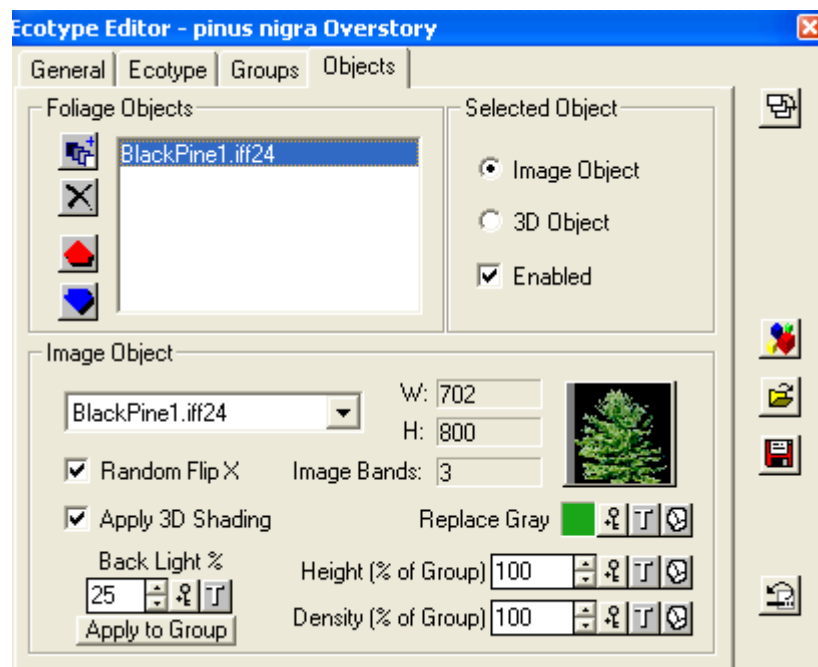 Ecotype Editor - pinus nigra Overstory
General Ecotype Groups Objects
Foliage Objects
BlackPine1.iff24
Selected Object
Image Object
3D Object
Enabled
Image Object
BlackPine1.iff24
W: 702
H: 800
Random Flip X
Image Bands: 3
Apply 3D Shading
Replace Gray
Back Light %
25
Apply to Group
Height (% of Group) 100
Density (% of Group) 100